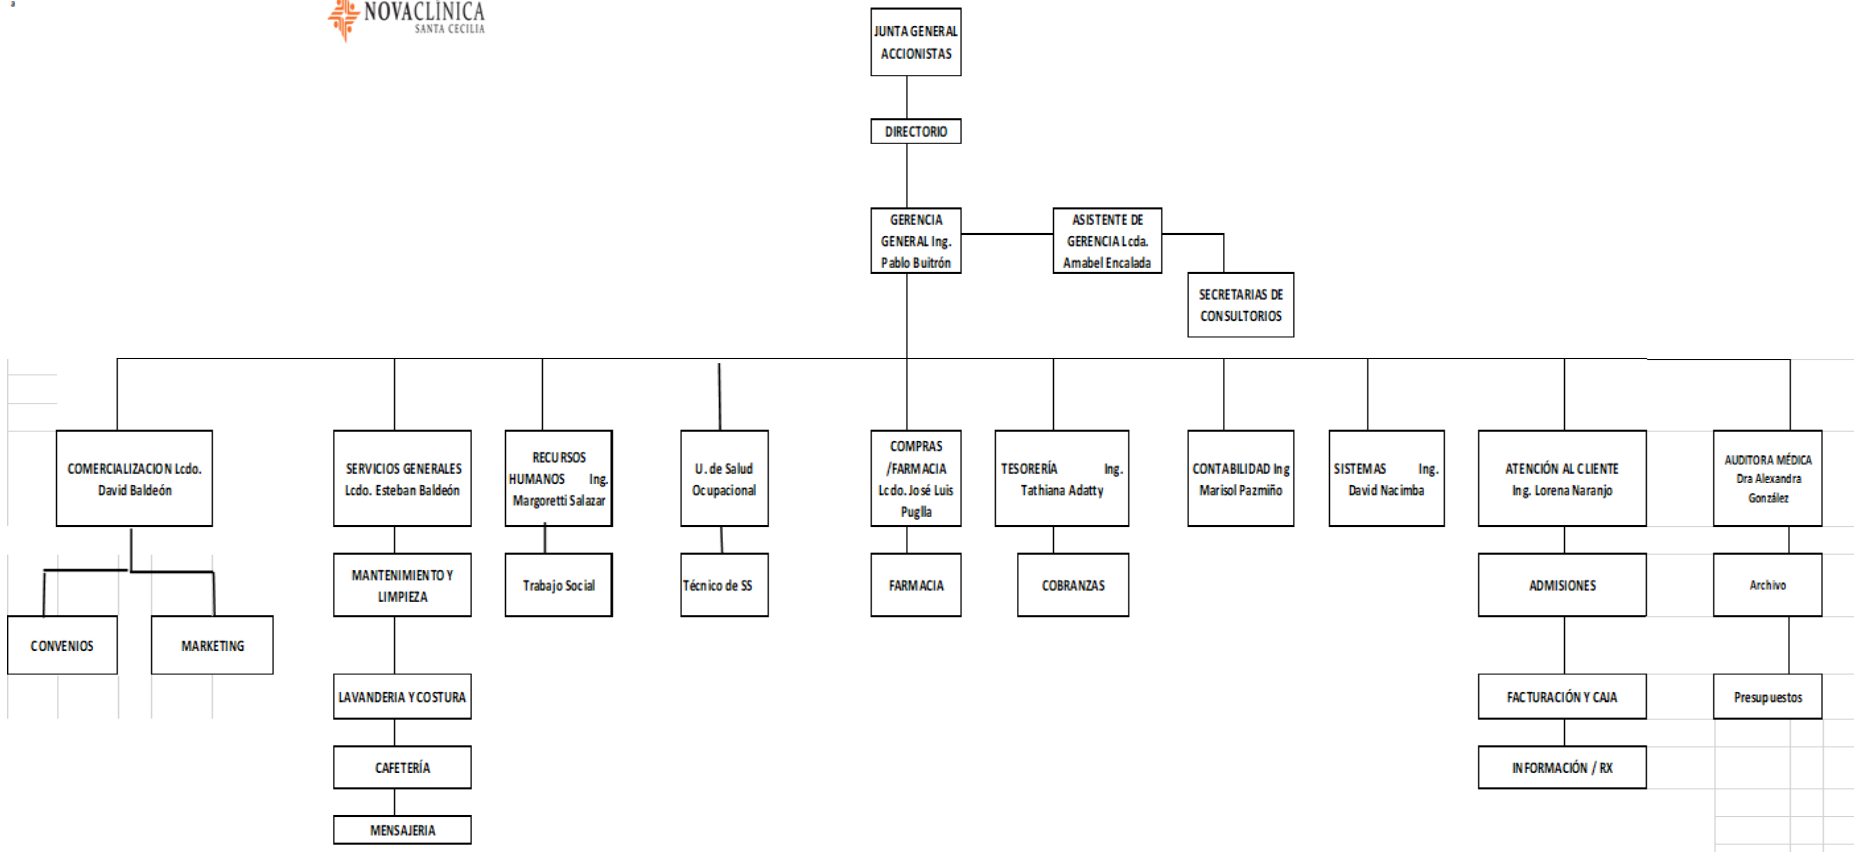 a
NOVACLÍNICA
SANTA CECILIA
JUNTA GENERAL
ACCIONISTAS
DIRECTORIO
GERENCIA
GENERAL Ing.
Pablo Buitrón
ASISTENTE DE
GERENCIA Lcda.
Amabel Encalada
SECRETARIAS DE
CONSULTORIOS
COMERCIALIZACION Lcdo.
David Baldeón
SERVICIOS GENERALES
Lcdo. Esteban Baldeón
RECURSOS
HUMANOS Ing.
Margoretti Salazar
U. de Salud
Ocupacional
COMPRAS
/FARMACIA
Lcdo. José Luis
Puglla
TESORERÍA Ing.
Tathiana Adatty
CONTABILIDAD Ing
Marisol Pazmiño
SISTEMAS Ing.
David Nacimba
ATENCIÓN AL CLIENTE
Ing. Lorena Naranjo
AUDITORA MÉDICA
Dra Alexandra
González
MANTENIMIENTO Y
LIMPIEZA
Trabajo Social
Técnico de SS
FARMACIA
COBRANZAS
ADMISIONES
Archivo
CONVENIOS
MARKETING
LAVANDERIA Y COSTURA
FACTURACIÓN Y CAJA
Presupuestos
CAFETERÍA
INFORMACIÓN / RX
MENSAJERIA